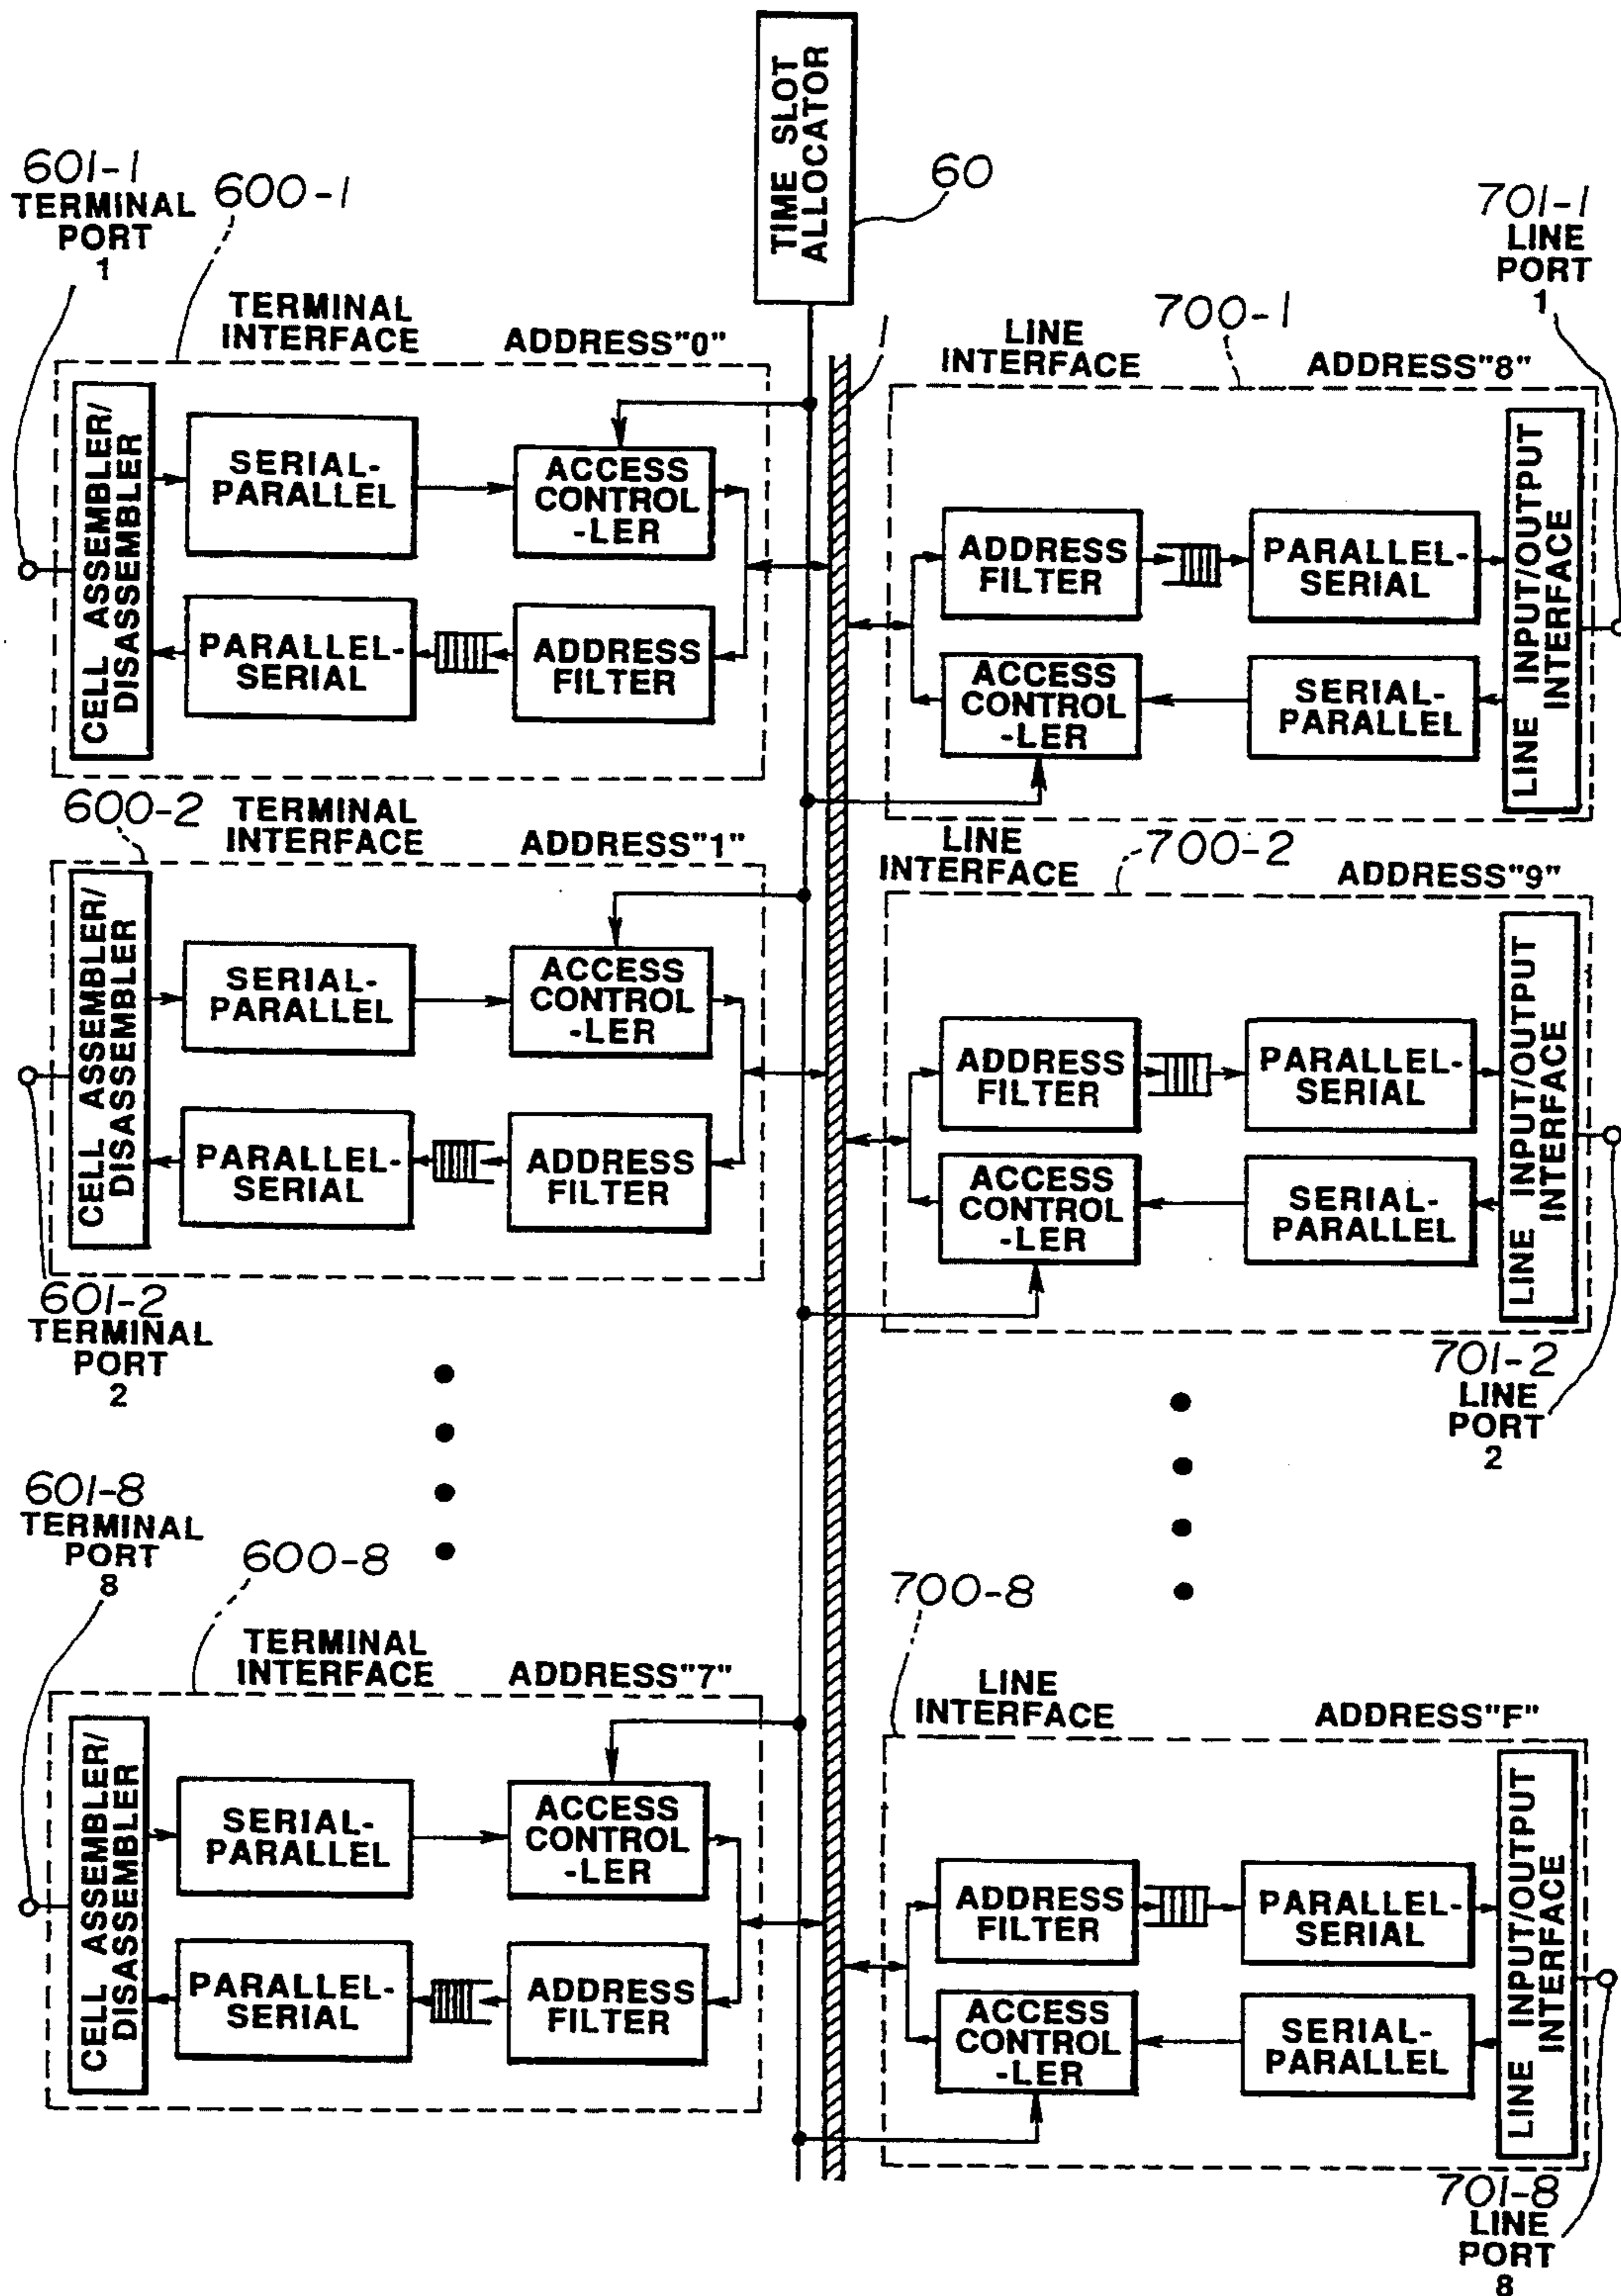 TIME SLOT
ALLOCATOR
60
601-1
TERMINAL
PORT
1
600-1
TERMINAL
INTERFACE
ADDRESS"0"
CELL ASSEMBLER/
DISASSEMBLER
SERIAL-
PARALLEL
ACCESS
CONTROL
-LER
PARALLEL-
SERIAL
ADDRESS
FILTER
701-1
LINE
PORT
1
700-1
LINE
INTERFACE
ADDRESS"8"
ADDRESS
FILTER
PARALLEL-
SERIAL
ACCESS
CONTROL
-LER
SERIAL-
PARALLEL
LINE INPUT/OUTPUT
INTERFACE
600-2
TERMINAL
INTERFACE
ADDRESS"1"
CELL ASSEMBLER/
DISASSEMBLER
SERIAL-
PARALLEL
ACCESS
CONTROL
-LER
PARALLEL-
SERIAL
ADDRESS
FILTER
601-2
TERMINAL
PORT
2
LINE
INTERFACE
700-2
ADDRESS"9"
ADDRESS
FILTER
PARALLEL-
SERIAL
ACCESS
CONTROL
-LER
SERIAL-
PARALLEL
LINE INPUT/OUTPUT
INTERFACE
701-2
LINE
PORT
2
601-8
TERMINAL
PORT
8
600-8
TERMINAL
INTERFACE
ADDRESS"7"
CELL ASSEMBLER/
DISASSEMBLER
SERIAL-
PARALLEL
ACCESS
CONTROL
-LER
PARALLEL-
SERIAL
ADDRESS
FILTER
700-8
LINE
INTERFACE
ADDRESS"F"
ADDRESS
FILTER
PARALLEL-
SERIAL
ACCESS
CONTROL
-LER
SERIAL-
PARALLEL
LINE INPUT/OUTPUT
INTERFACE
701-8
LINE
PORT
8